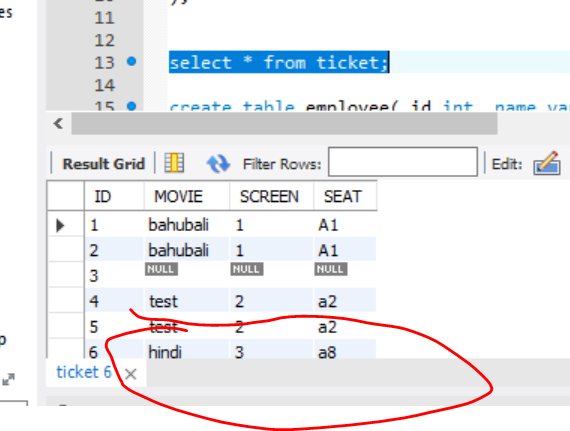 es
11
12
13 select * from ticket;
14
15 create table employee( id int, name var
Result Grid Filter Rows: Edit:
ID MOVIE SCREEN SEAT
1 bahubali 1 A1
2 bahubali 1 A1
3 NULL NULL NULL
4 test 2 a2
5 test 2 a2
6 hindi 3 a8
p
ticket 6